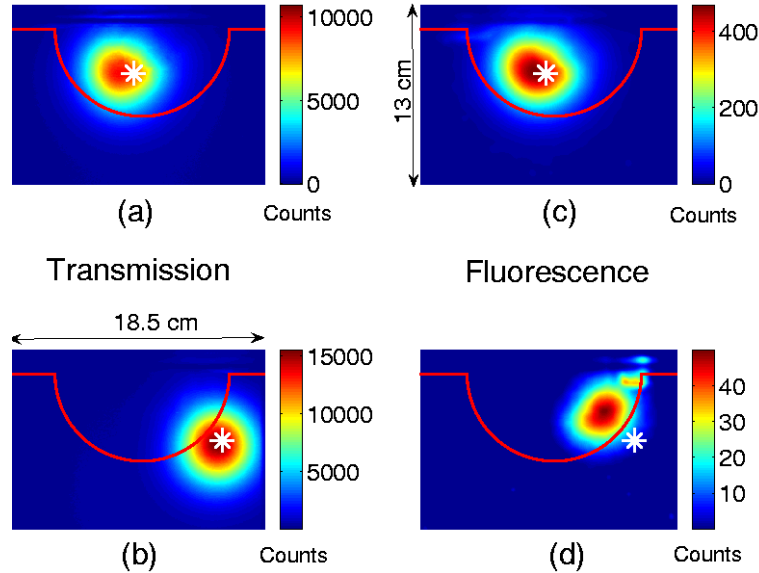 10000
5000
0
(a)
Counts
13 cm
400
200
0
(c)
Counts
Transmission
Fluorescence
18.5 cm
15000
10000
5000
(b)
Counts
40
30
20
10
(d)
Counts